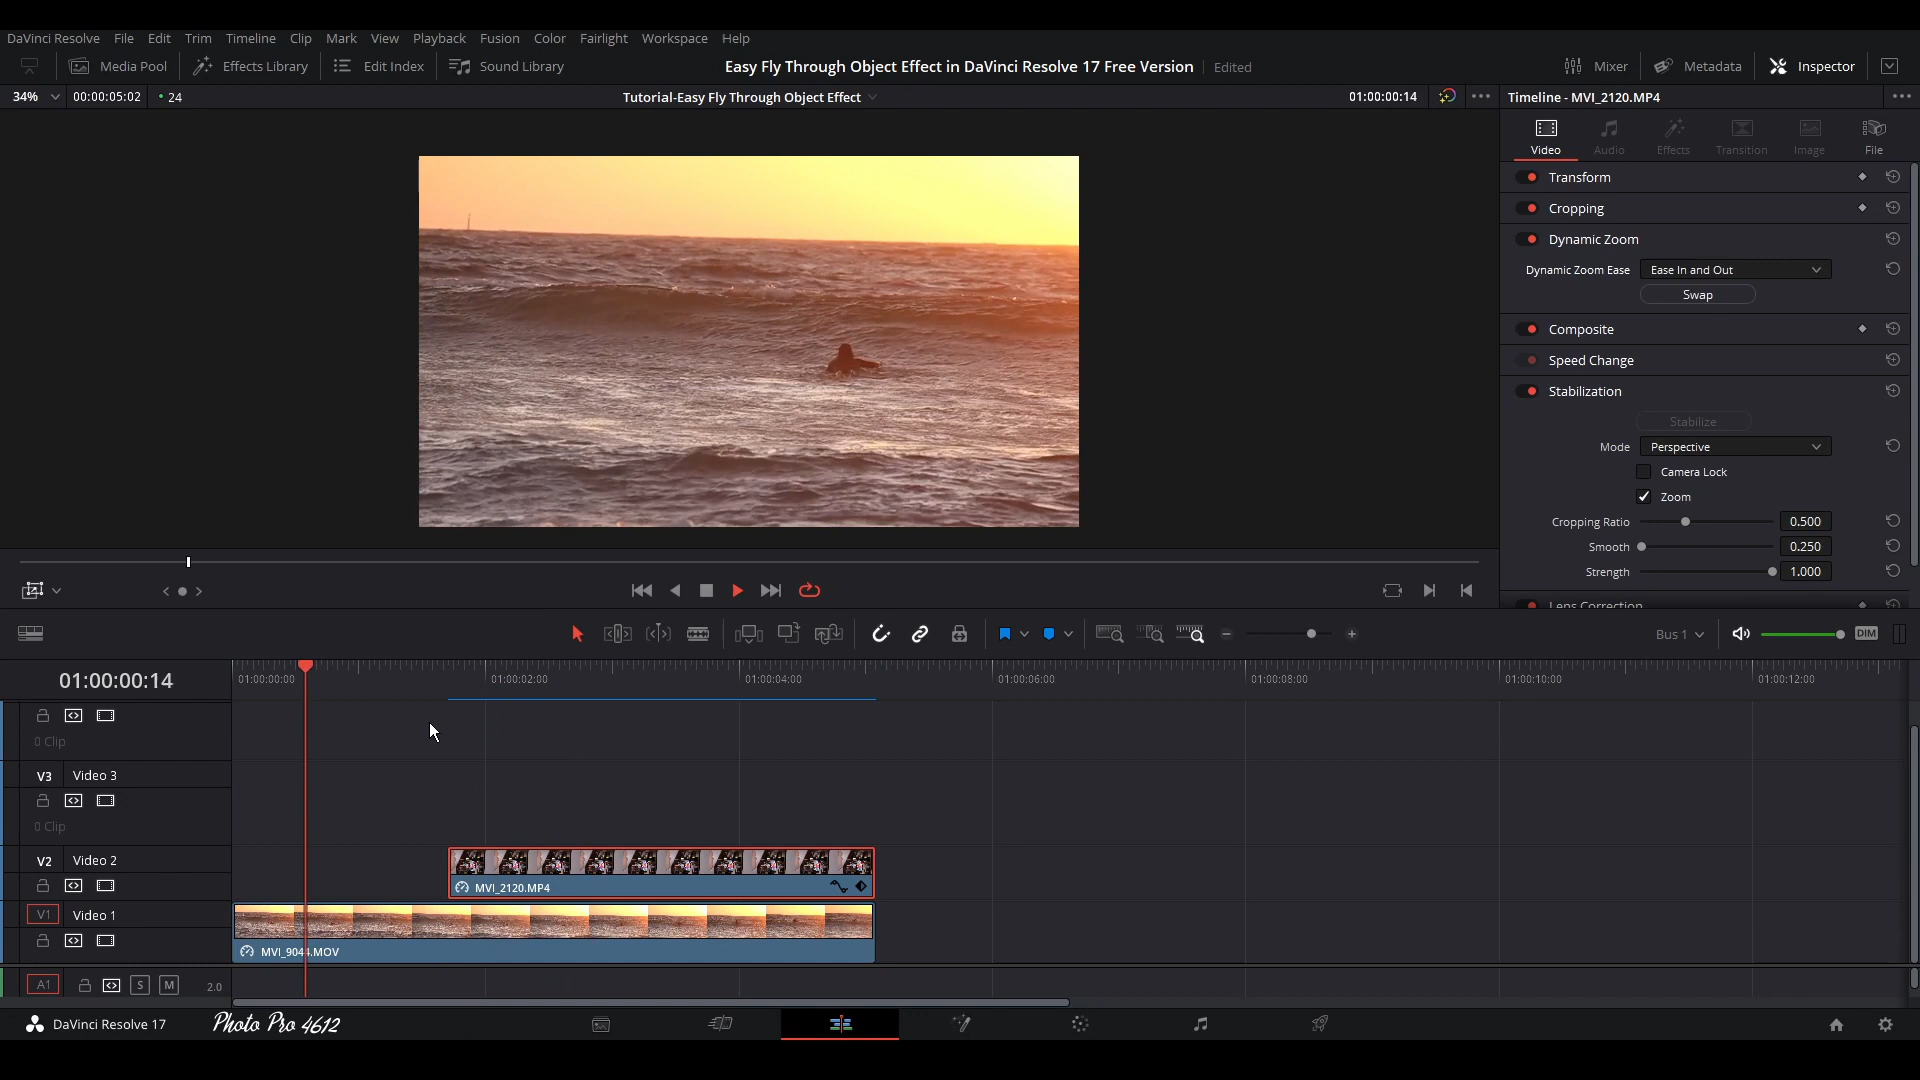 DaVinci Resolve File Edit Trim Timeline Clip Mark View Playback Fusion Color Fairlight Workspace Help
Media Pool Effects Library Edit Index Sound Library Easy Fly Through Object Effect in DaVinci Resolve 17 Free Version Edited Mixer Metadata Inspector
34% 00:00:05:02 24 Tutorial-Easy Fly Through Object Effect 01:00:00:14 Timeline - MVI_2120.MP4
Video Audio Effects Transition Image File
Transform
Cropping
Dynamic Zoom
Dynamic Zoom Ease Ease In and Out
Swap
Composite
Speed Change
Stabilization
Stabilize
Mode Perspective
Camera Lock
Zoom
Cropping Ratio 0.500
Smooth 0.250
Strength 1.000
Lens Correction
Bus 1 DIM
01:00:00:14 01:00:00:00 01:00:02:00 01:00:04:00 01:00:06:00 01:00:08:00 01:00:10:00 01:00:12:00
0 Clip
V3 Video 3
0 Clip
V2 Video 2
MVI_2120.MP4
V1 Video 1
MVI_9044.MOV
A1 S M 2.0
DaVinci Resolve 17 Photo Pro 4612